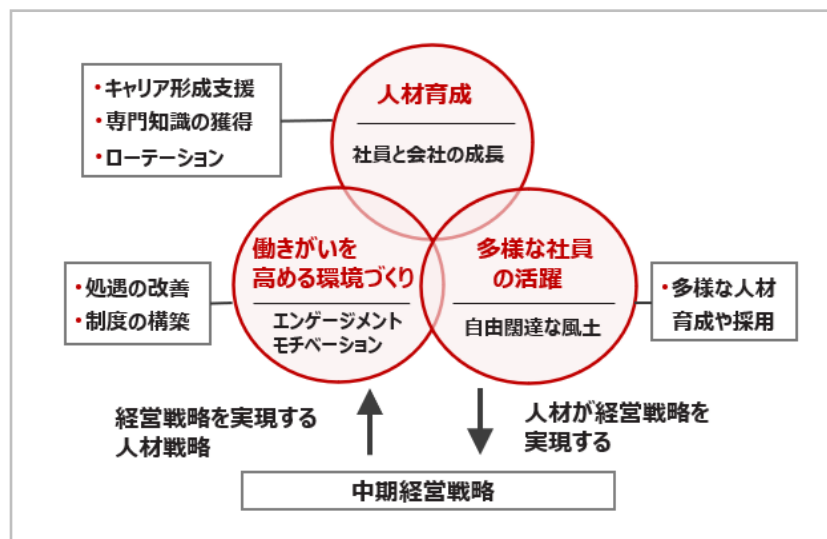 ・キャリア形成支援
・専門知識の獲得
・ローテーション
人材育成
社員と会社の成長
働きがいを
高める環境づくり
エンゲージメント
モチベーション
多様な社員
の活躍
自由闊達な風土
・処遇の改善
・制度の構築
・多様な人材
育成や採用
経営戦略を実現する
人材戦略
人材が経営戦略を
実現する
中期経営戦略